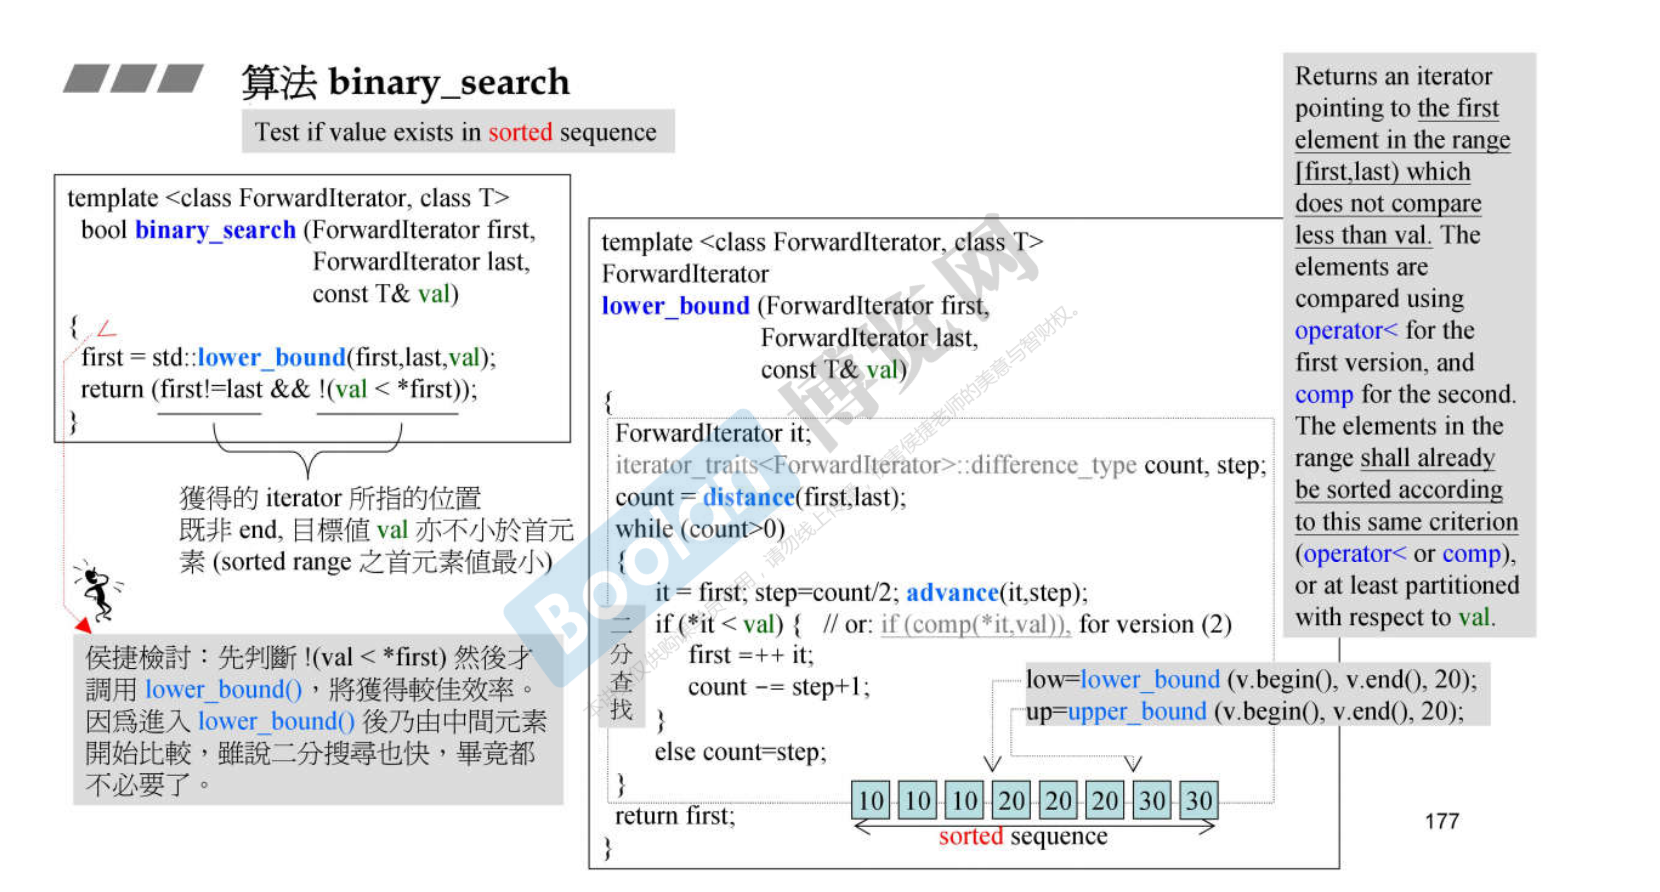 算法 binary_search
Test if value exists in sorted sequence
template <class ForwardIterator, class T>
bool binary_search (ForwardIterator first,
ForwardIterator last,
const T& val)
{
first = std::lower_bound(first,last,val);
return (first!=last && !(val < *first));
}
獲得的 iterator 所指的位置
既非 end, 目標值 val 亦不小於首元
素 (sorted range 之首元素值最小)
侯捷檢討：先判斷 !(val < *first) 然後才
調用 lower_bound()，將獲得較佳效率。
因為進入 lower_bound() 後乃由中間元素
開始比較，雖說二分搜尋也快，畢竟都
不必要了。
template <class ForwardIterator, class T>
ForwardIterator
lower_bound (ForwardIterator first,
ForwardIterator last,
const T& val)
{
ForwardIterator it;
iterator_traits<ForwardIterator>::difference_type count, step;
count = distance(first,last);
while (count>0)
{
it = first; step=count/2; advance(it,step);
if (*it < val) { // or: if (comp(*it,val)), for version (2)
first =++ it;
count -= step+1;
}
else count=step;
}
return first;
}
二
分
查
找
low=lower_bound (v.begin(), v.end(), 20);
up=upper_bound (v.begin(), v.end(), 20);
10 10 10 20 20 20 30 30
sorted sequence
Returns an iterator
pointing to the first
element in the range
[first,last) which
does not compare
less than val. The
elements are
compared using
operator< for the
first version, and
comp for the second.
The elements in the
range shall already
be sorted according
to this same criterion
(operator< or comp),
or at least partitioned
with respect to val.
Boolan
博览网
177